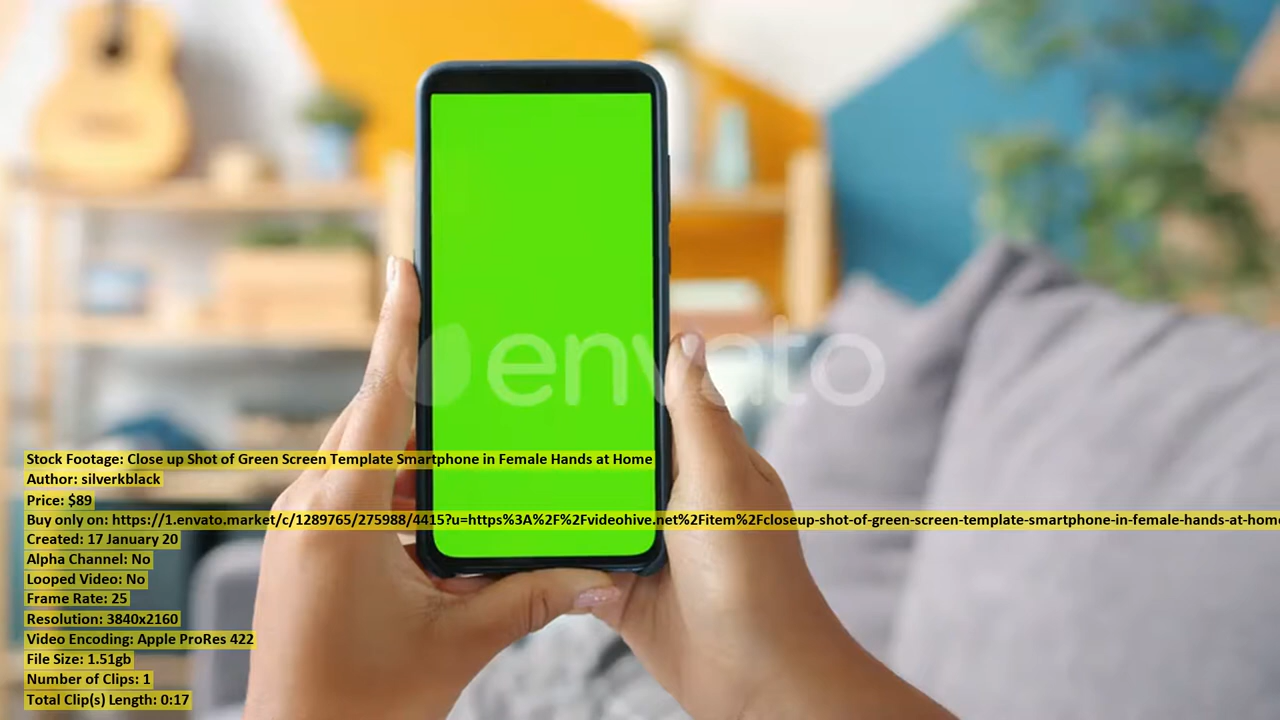 envato
Stock Footage: Close up Shot of Green Screen Template Smartphone in Female Hands at Home
Author: silverkblack
Price: $89
Buy only on: https://1.envato.market/c/1289765/275988/4415?u=https%3A%2F%2Fvideohive.net%2Fitem%2Fcloseup-shot-of-green-screen-template-smartphone-in-female-hands-at-home
Created: 17 January 20
Alpha Channel: No
Looped Video: No
Frame Rate: 25
Resolution: 3840x2160
Video Encoding: Apple ProRes 422
File Size: 1.51gb
Number of Clips: 1
Total Clip(s) Length: 0:17